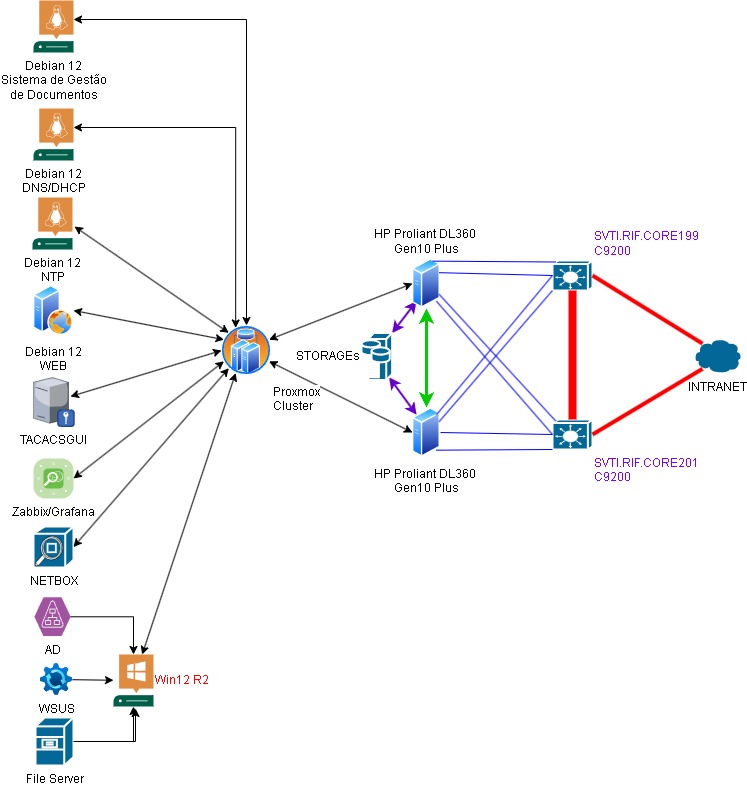 Debian 12
Sistema de Gestão
de Documentos
Debian 12
DNS/DHCP
Debian 12
NTP
Debian 12
WEB
TACACSGUI
Zabbix/Grafana
NETBOX
AD
WSUS
File Server
Win12 R2
Proxmox
Cluster
STORAGEs
HP Proliant DL360
Gen10 Plus
HP Proliant DL360
Gen10 Plus
SVTI.RIF.CORE199
C9200
SVTI.RIF.CORE201
C9200
INTRANET